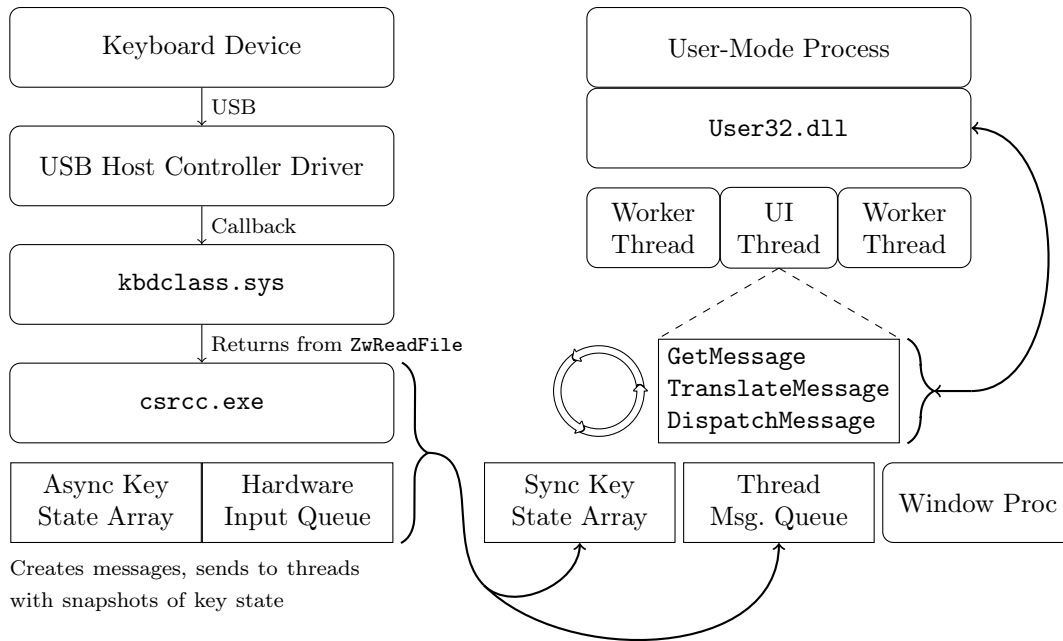 Keyboard Device
USB
USB Host Controller Driver
Callback
kbdclass.sys
Returns from ZwReadFile
csrcc.exe
Async Key
State Array
Hardware
Input Queue
Creates messages, sends to threads
with snapshots of key state
User-Mode Process
User32.dll
Worker
Thread
UI
Thread
Worker
Thread
GetMessage
TranslateMessage
DispatchMessage
Sync Key
State Array
Thread
Msg. Queue
Window Proc